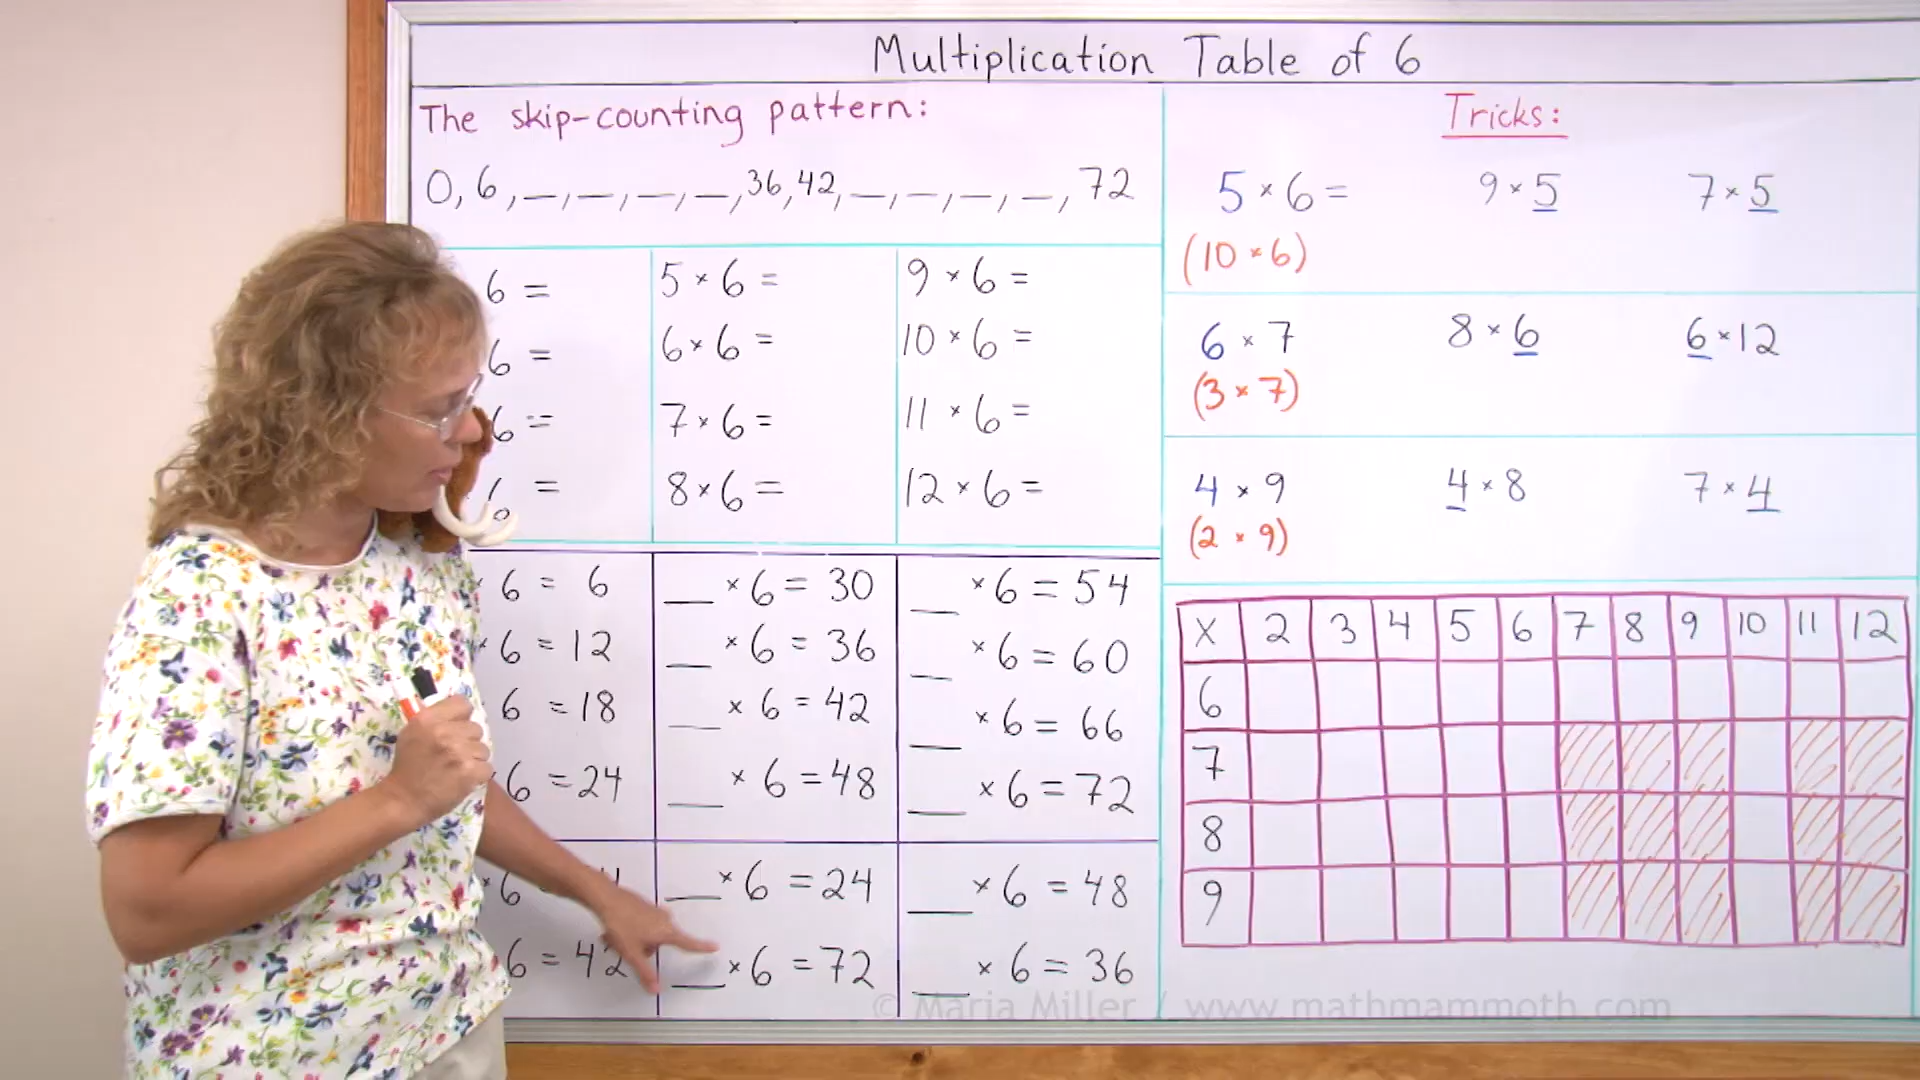 Multiplication Table of 6
The skip-counting pattern:
0, 6, __, __, __, __, 36, 42, __, __, __, __, 72
6 =
6 =
6 =
6 =
5 × 6 =
6 × 6 =
7 × 6 =
8 × 6 =
9 × 6 =
10 × 6 =
11 × 6 =
12 × 6 =
× 6 = 6
× 6 = 12
6 = 18
6 = 24
__ × 6 = 30
__ × 6 = 36
__ × 6 = 42
__ × 6 = 48
__ × 6 = 54
__ × 6 = 60
__ × 6 = 66
__ × 6 = 72
× 6
6 = 42
__ × 6 = 24
__ × 6 = 72
__ × 6 = 48
__ × 6 = 36
Tricks:
5 × 6 = 9 × 5 7 × 5
(10 × 6)
6 × 7 8 × 6 6 × 12
(3 × 7)
4 × 9 4 × 8 7 × 4
(2 × 9)
X 2 3 4 5 6 7 8 9 10 11 12
6
7
8
9
© Maria Miller / www.mathmammoth.com